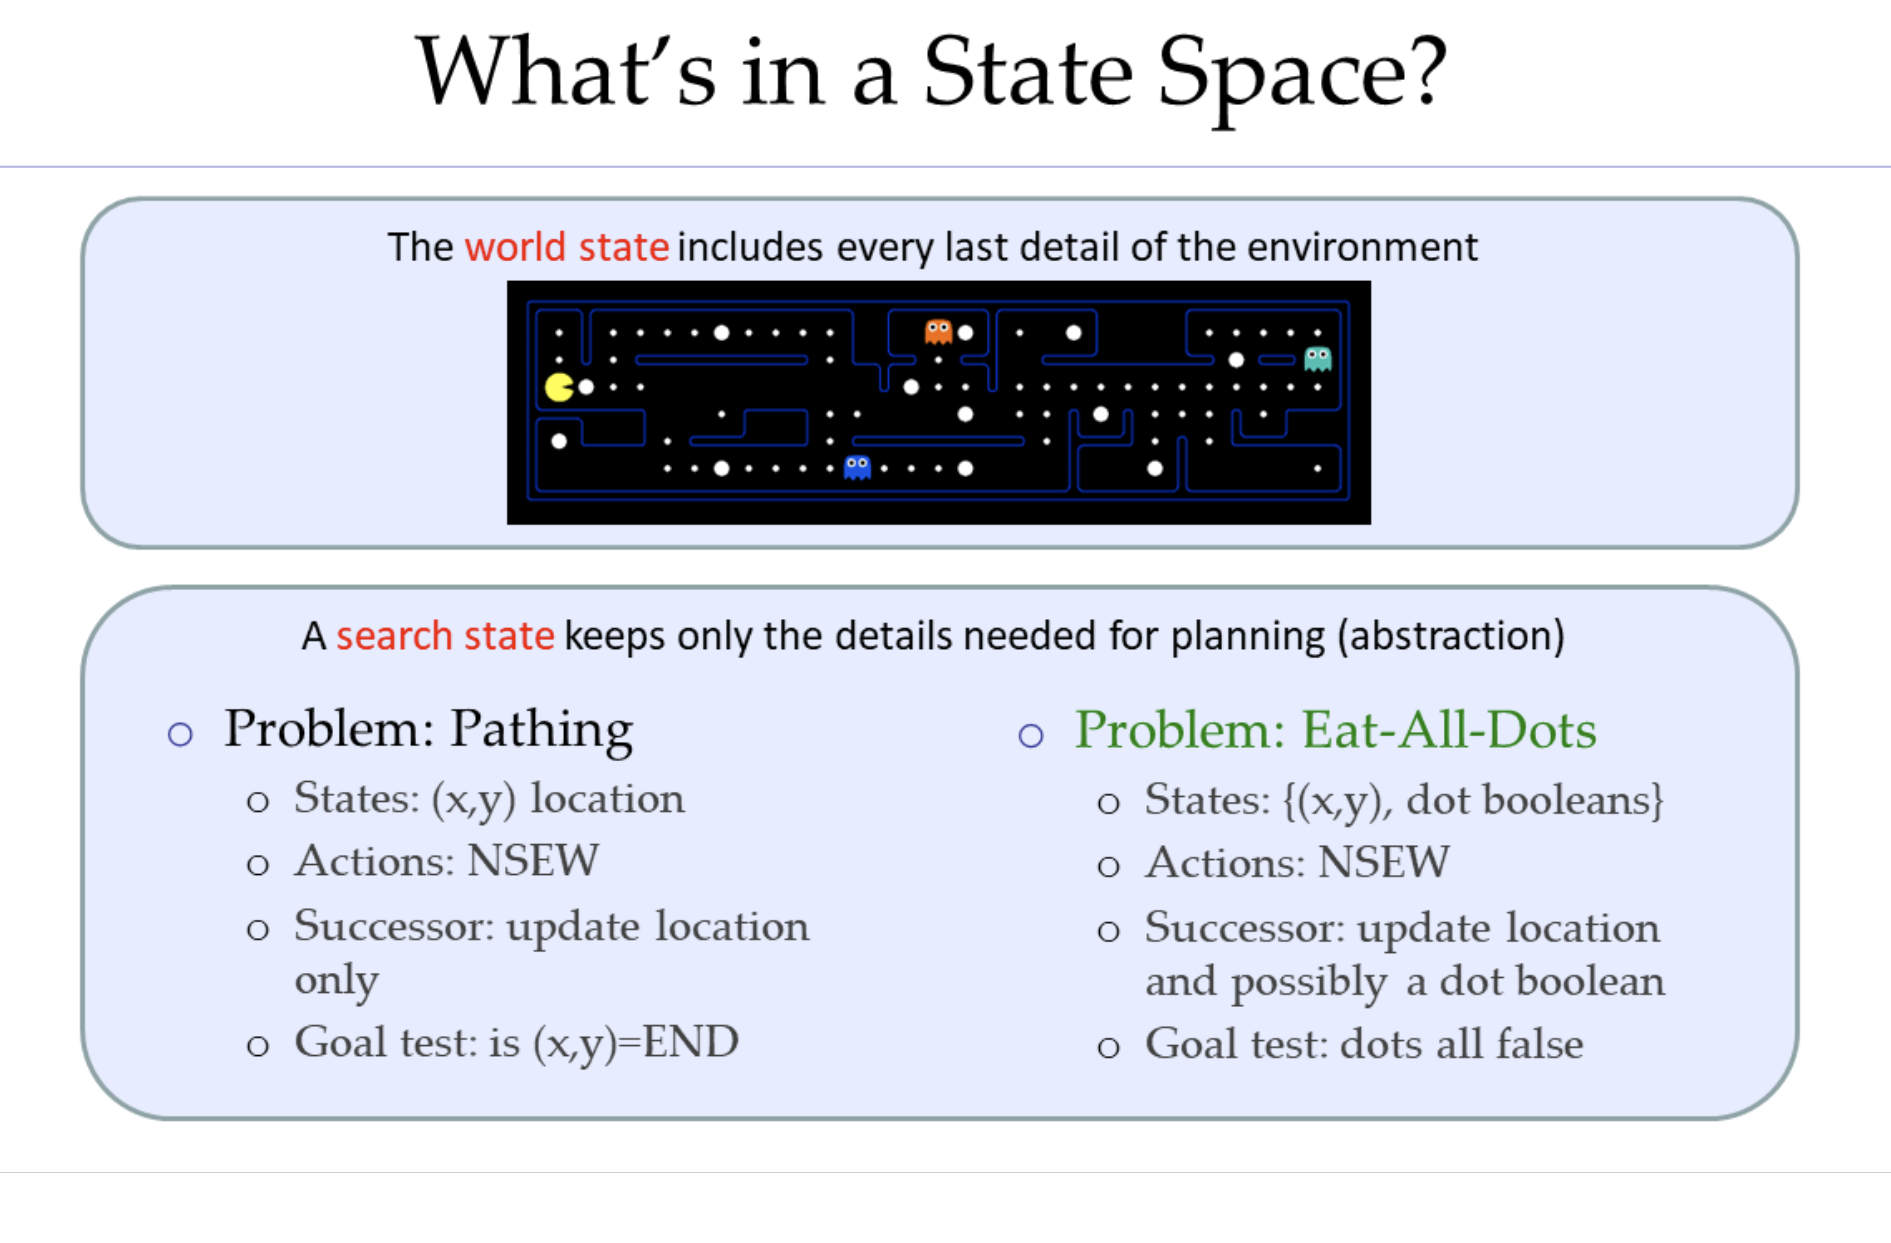 What's in a State Space?
The world state includes every last detail of the environment
A search state keeps only the details needed for planning (abstraction)
Problem: Pathing
States: (x,y) location
Actions: NSEW
Successor: update location
only
Goal test: is (x,y)=END
Problem: Eat-All-Dots
States: {(x,y), dot booleans}
Actions: NSEW
Successor: update location
and possibly a dot boolean
Goal test: dots all false